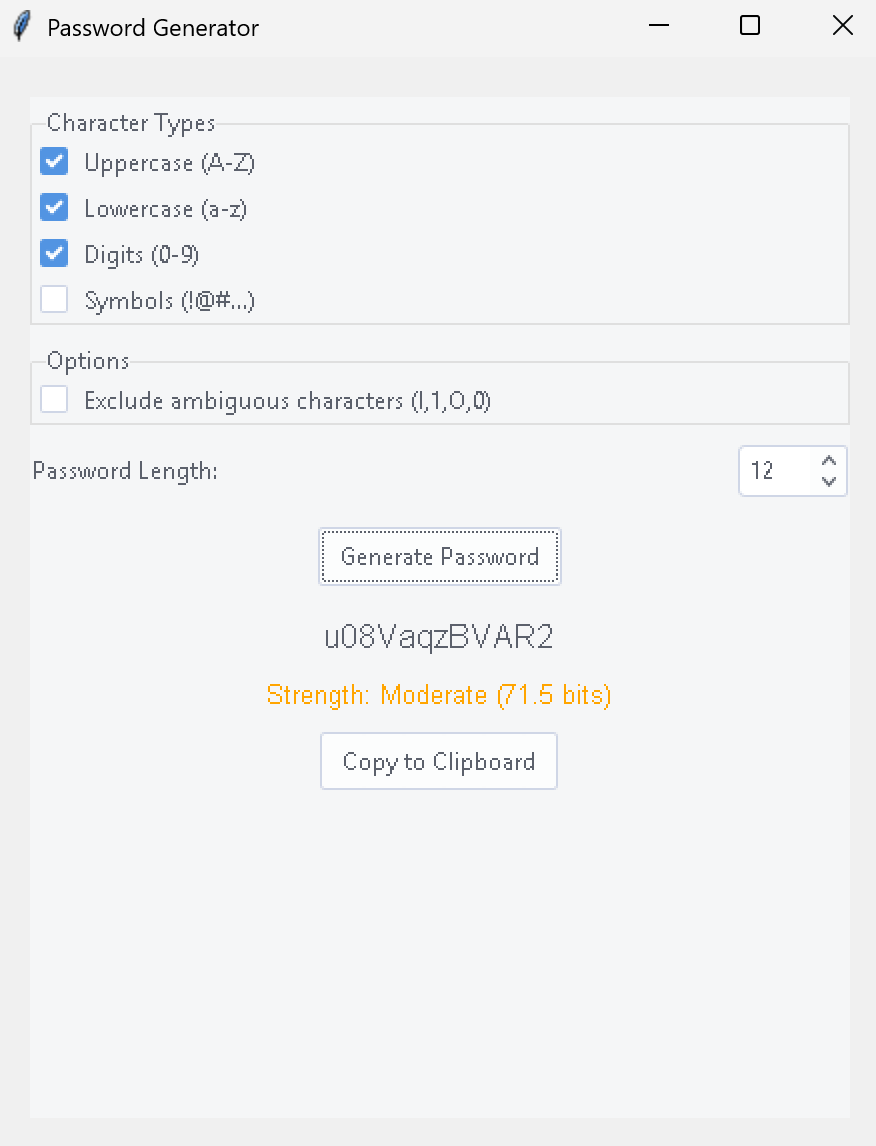 Password Generator
Character Types
Uppercase (A-Z)
Lowercase (a-z)
Digits (0-9)
Symbols (!@#...)
Options
Exclude ambiguous characters (l,1,O,0)
Password Length:
12
Generate Password
u08VaqzBVAR2
Strength: Moderate (71.5 bits)
Copy to Clipboard